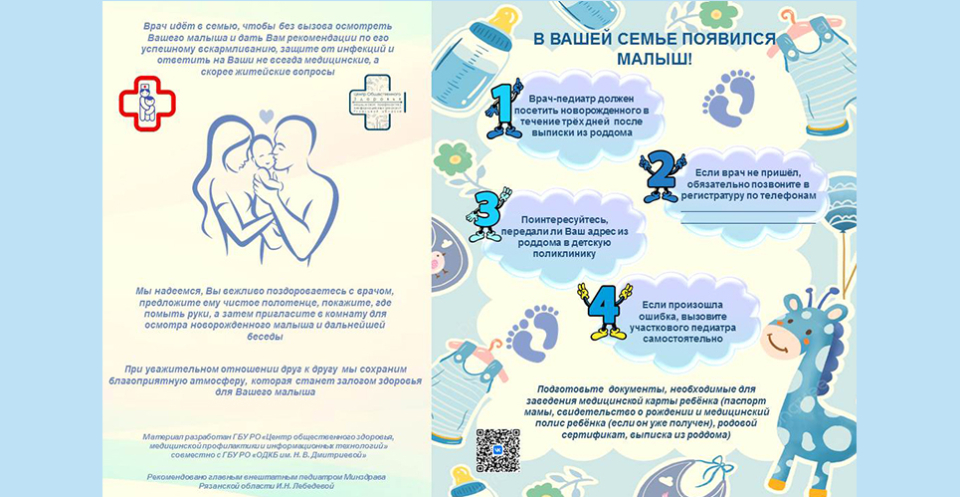 Врач идёт в семью, чтобы без вызова осмотреть
Вашего малыша и дать Вам рекомендации по его
успешному вскармливанию, защите от инфекций и
ответить на Ваши не всегда медицинские, а
скорее житейские вопросы
Мы надеемся, Вы вежливо поздороваетесь с врачом,
предложите ему чистое полотенце, покажите, где
помыть руки, а затем пригласите в комнату для
осмотра новорожденного малыша и дальнейшей
беседы
При уважительном отношении друг к другу мы сохраним
благоприятную атмосферу, которая станет залогом здоровья
для Вашего малыша
Материал разработан ГБУ РО «Центр общественного здоровья,
медицинской профилактики и информационных технологий»
совместно с ГБУ РО «ОДКБ им. Н. В. Дмитриевой»
Рекомендовано главным внештатным педиатром Минздрава
Рязанской области И.Н. Лебедевой
В ВАШЕЙ СЕМЬЕ ПОЯВИЛСЯ
МАЛЫШ!
1
Врач-педиатр должен
посетить новорожденного в
течение трёх дней после
выписки из роддома
2
Если врач не пришёл,
обязательно позвоните в
регистратуру по телефонам
3
Поинтересуйтесь,
передали ли Ваш адрес из
роддома в детскую
поликлинику
4
Если произошла
ошибка, вызовите
участкового педиатра
самостоятельно
Подготовьте документы, необходимые для
заведения медицинской карты ребёнка (паспорт
мамы, свидетельство о рождении и медицинский
полис ребёнка (если он уже получен), родовой
сертификат, выписка из роддома)